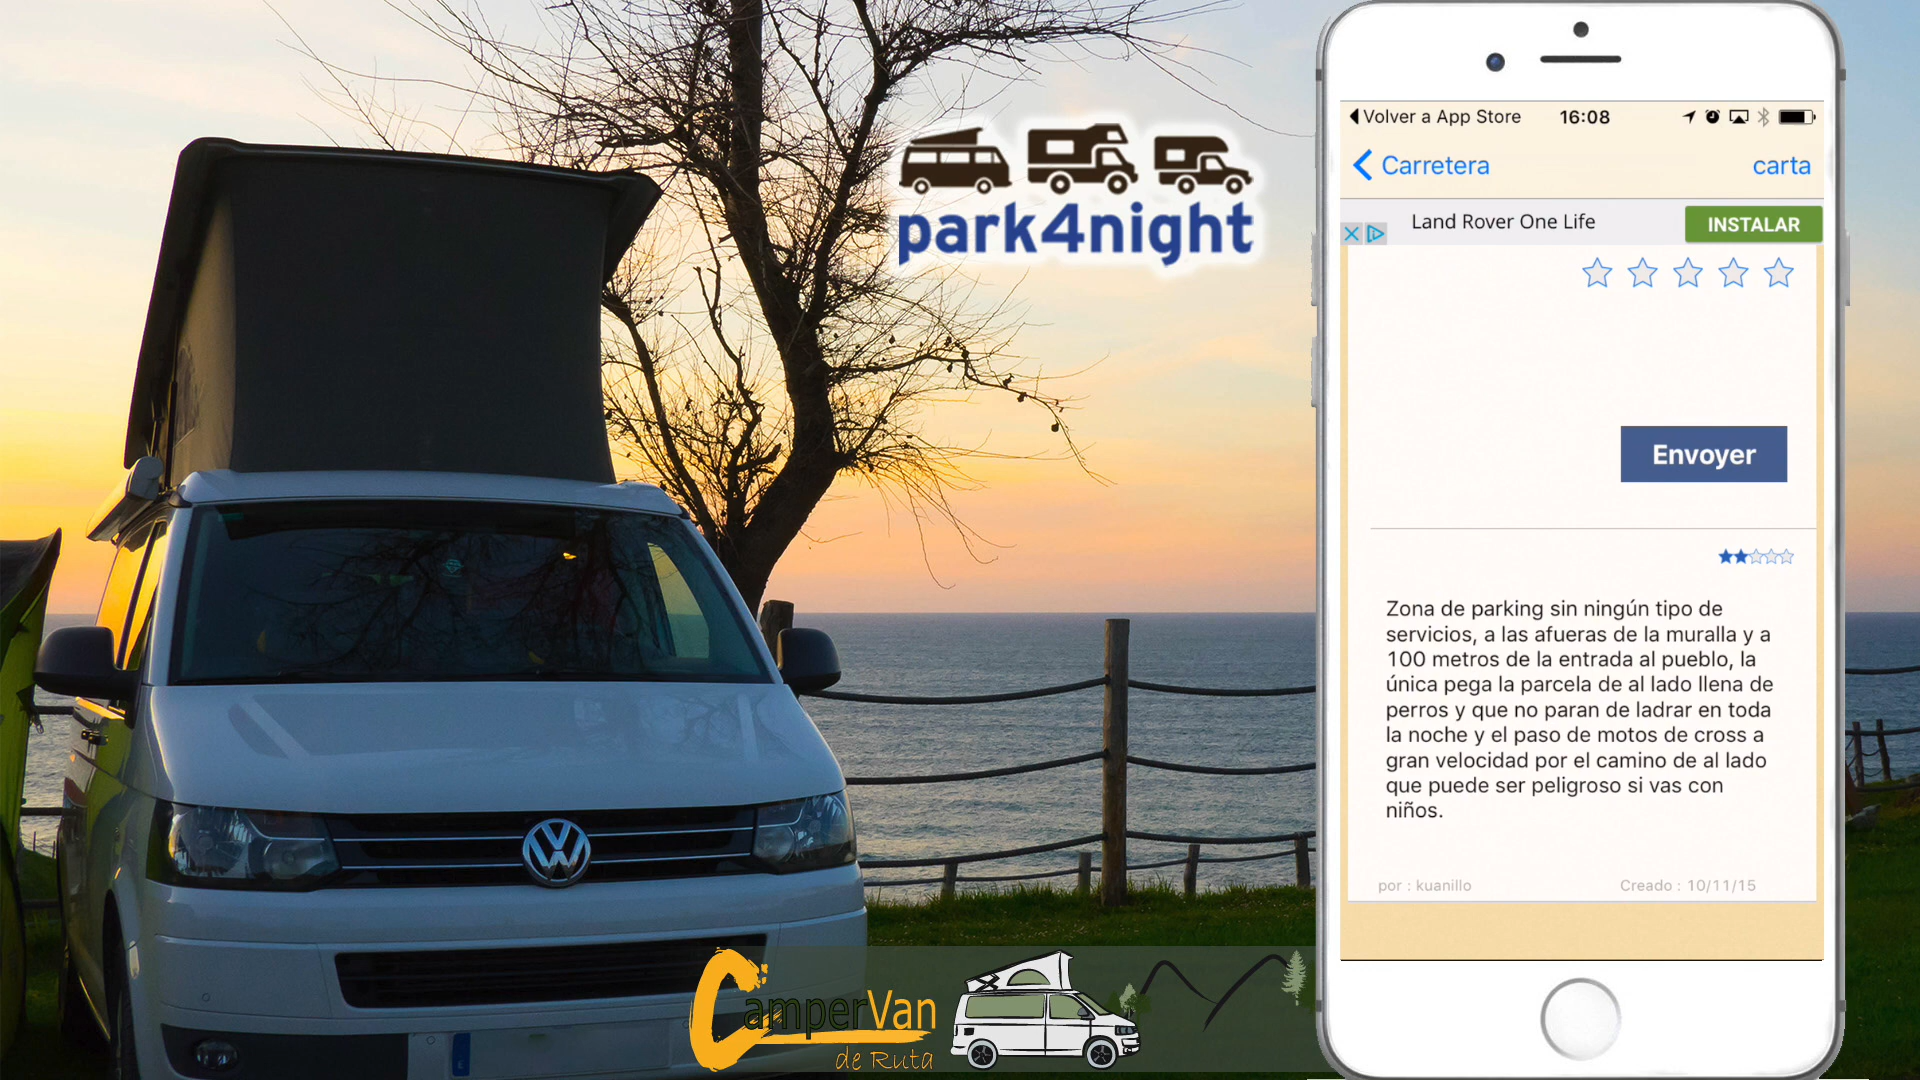 park4night
Volver a App Store 16:08
Carretera carta
Land Rover One Life INSTALAR
Envoyer
Zona de parking sin ningún tipo de
servicios, a las afueras de la muralla y a
100 metros de la entrada al pueblo, la
única pega la parcela de al lado llena de
perros y que no paran de ladrar en toda
la noche y el paso de motos de cross a
gran velocidad por el camino de al lado
que puede ser peligroso si vas con
niños.
por : kuanillo Creado : 10/11/15
CamperVan
de Ruta